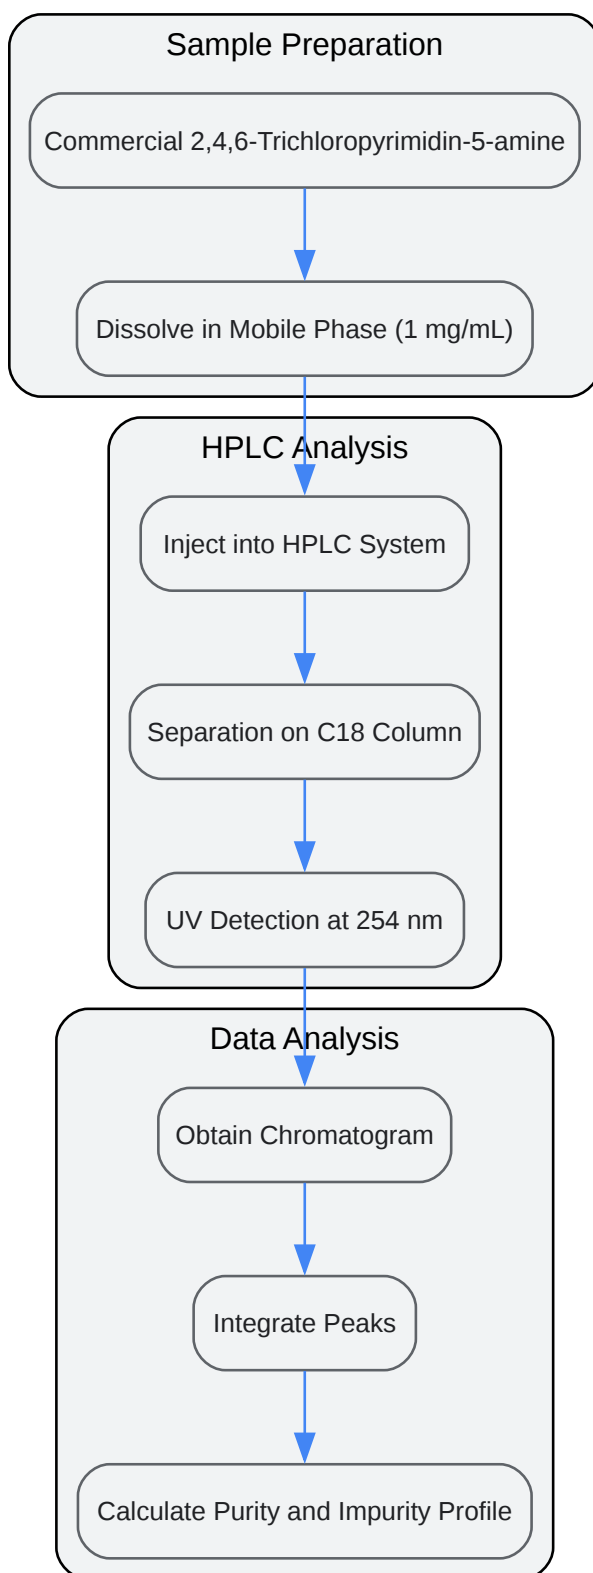 Sample Preparation
Commercial 2,4,6-Trichloropyrimidin-5-amine
Dissolve in Mobile Phase (1 mg/mL)
HPLC Analysis
Inject into HPLC System
Separation on C18 Column
UV Detection at 254 nm
Data Analysis
Obtain Chromatogram
Integrate Peaks
Calculate Purity and Impurity Profile